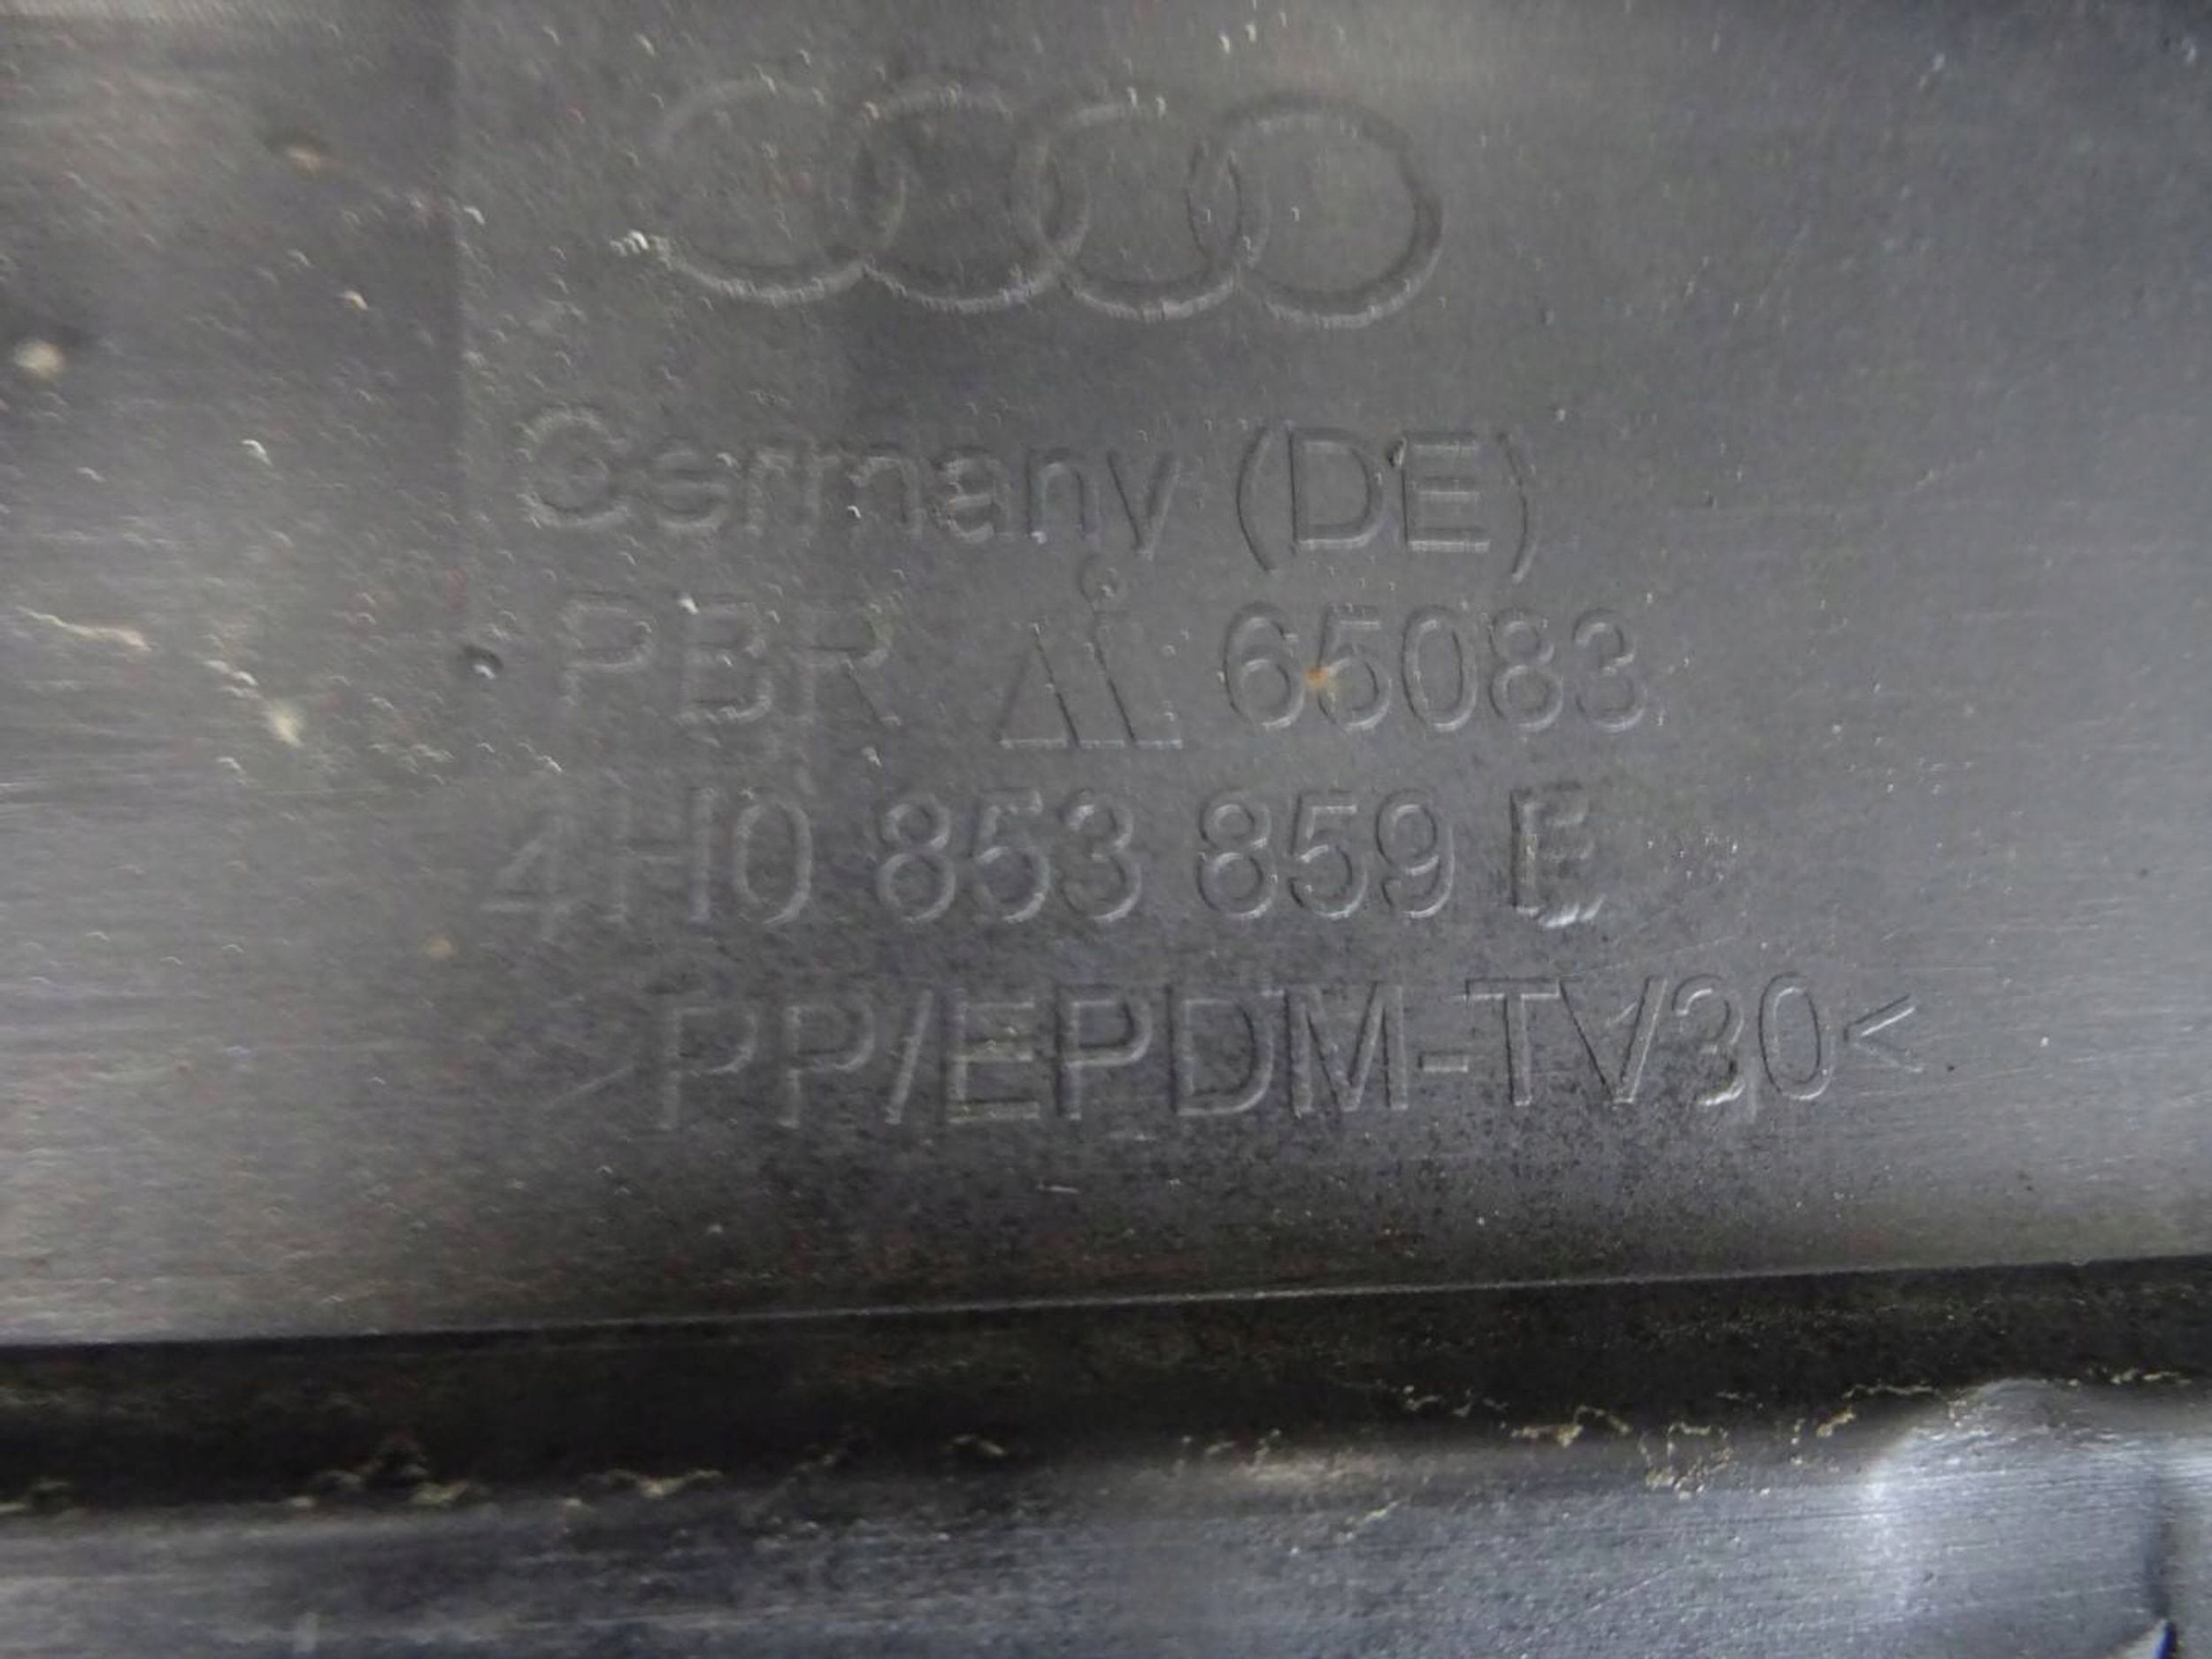 Germany (DE)
PBR 65083
4H0 853 859 E
>PP/EPDM-TV30<